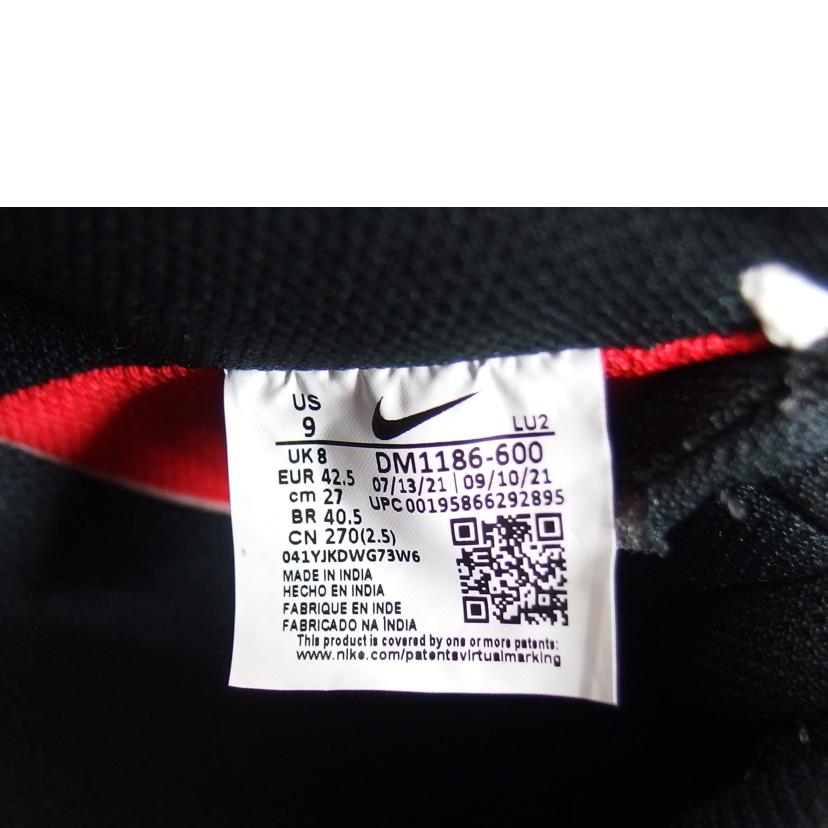 US
9
LU2
UK 8
DM1186-600
EUR 42.5
07/13/21 | 09/10/21
cm 27
UPC 00195866292895
BR 40.5
CN 270(2.5)
041YJKDWG73W6
MADE IN INDIA
HECHO EN INDIA
FABRIQUE EN INDE
FABRICADO NA ÍNDIA
This product is covered by one or more patents:
www.nike.com/patentsvirtualmarking